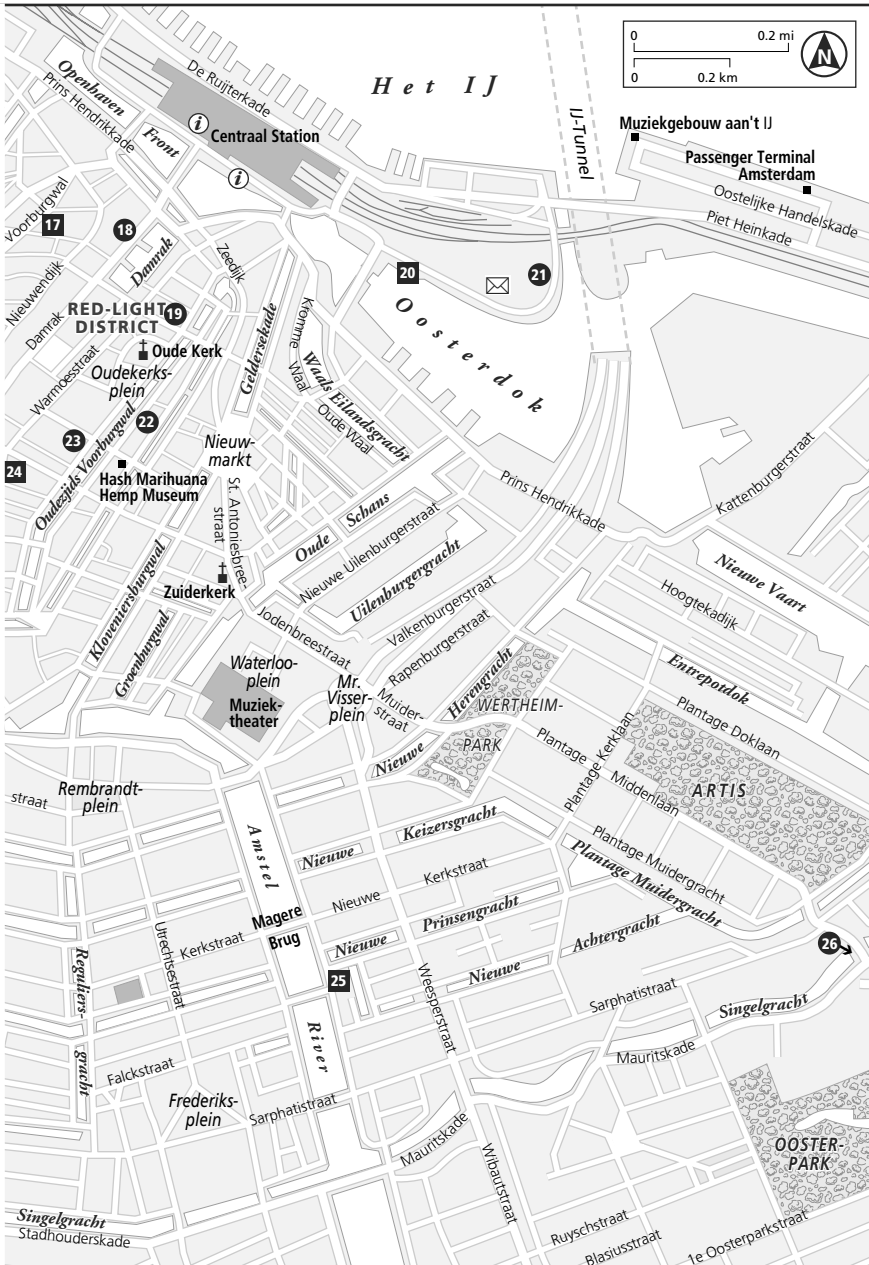 0 0.2 mi
0 0.2 km
N
Het IJ
De Ruijterkade
Openhaven
Prins Hendrikkade
Front
i
Centraal Station
i
IJ-Tunnel
Muziekgebouw aan't IJ
Passenger Terminal
Amsterdam
Oostelijke Handelskade
Piet Heinkade
Voorburgwal
17
18
Damrak
Zeedijk
Nieuwendijk
20
21
Oosterdok
RED-LIGHT
DISTRICT
19
Damrak
Oude Kerk
Warmoesstraat
Oudekerks-
plein
Geldersekade
Kromme
Waal
Waals
Eilandsgracht
Oude Waal
22
23
24
Oudezijds Voorburgwal
Nieuw-
markt
Hash Marihuana
Hemp Museum
St. Antoniesbree-
straat
Prins Hendrikkade
Kattenburgerstraat
Oude Schans
Nieuwe Uilenburgerstraat
Uilenburgergracht
Nieuwe Vaart
Zuiderkerk
Kloveniersburgwal
Groenburgwal
Jodenbreestraat
Valkenburgerstraat
Rapenburgerstraat
Hoogtekadijk
Entrepotdok
Waterloo-
plein
Muziek-
theater
Mr.
Visser-
plein
Muider-
straat
Nieuwe
Herengracht
WERTHEIM-
PARK
Plantage Doklaan
Plantage Kerklaan
Plantage Middenlaan
ARTIS
Rembrandt-
plein
straat
Amstel
Nieuwe
Keizersgracht
Plantage Muidergracht
Plantage Muidergracht
Kerkstraat
Nieuwe
Magere
Brug
Kerkstraat
Utrechtsestraat
Nieuwe
Prinsengracht
Nieuwe
Achtergracht
26
25
Weesperstraat
Sarphatistraat
Singelgracht
Reguliers-
gracht
River
Mauritskade
Falckstraat
Frederiks-
plein
Sarphatistraat
Mauritskade
OOSTER-
PARK
Wibautstraat
Singelgracht
Stadhouderskade
Ruyschstraat
Blasiusstraat
1e Oosterparkstraat